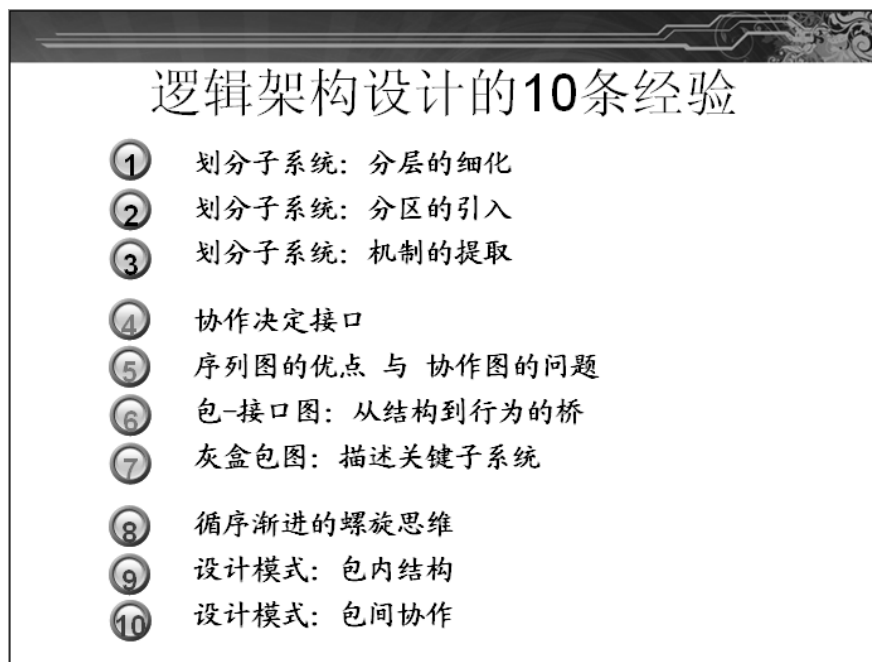 逻辑架构设计的10条经验
1 划分子系统：分层的细化
2 划分子系统：分区的引入
3 划分子系统：机制的提取
4 协作决定接口
5 序列图的优点 与 协作图的问题
6 包-接口图：从结构到行为的桥
7 灰盒包图：描述关键子系统
8 循序渐进的螺旋思维
9 设计模式：包内结构
10 设计模式：包间协作